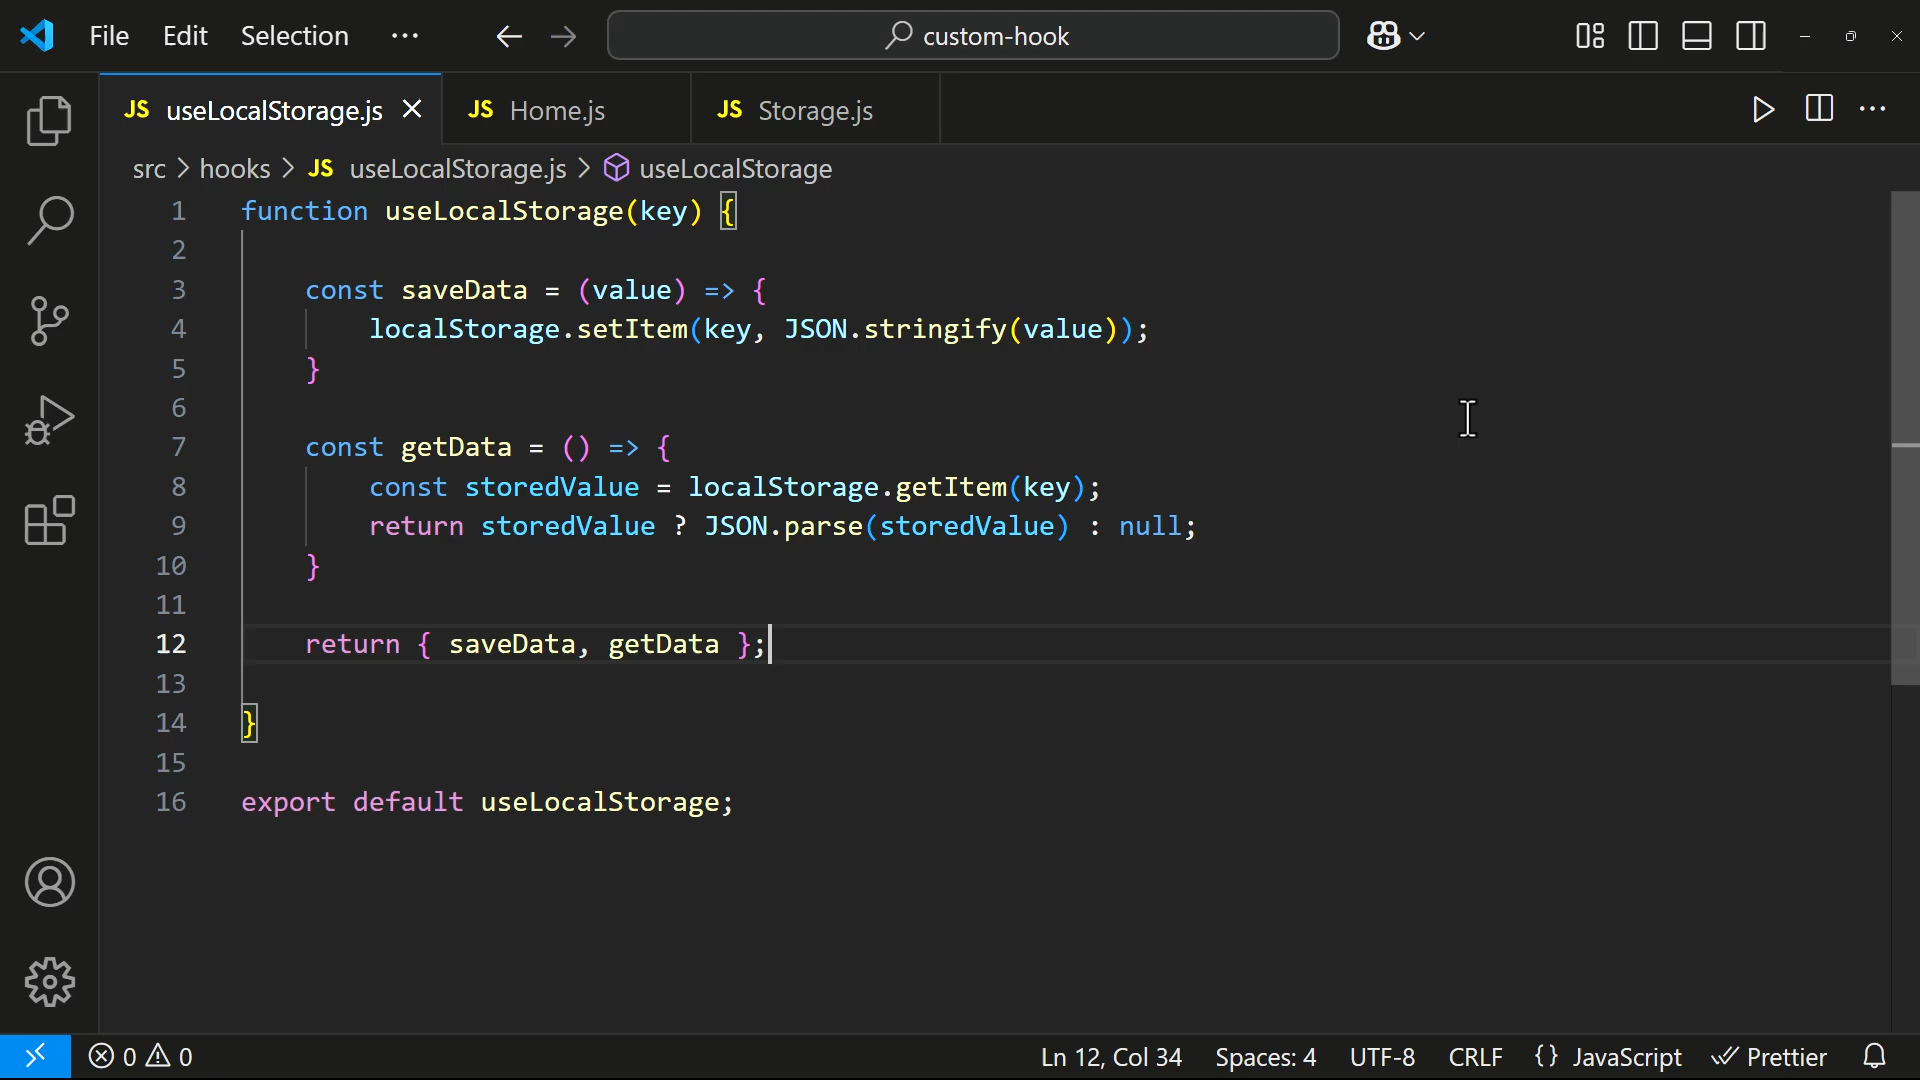 File Edit Selection ··· custom-hook
JS useLocalStorage.js JS Home.js JS Storage.js
src > hooks > JS useLocalStorage.js > useLocalStorage
1 function useLocalStorage(key) {
2
3     const saveData = (value) => {
4         localStorage.setItem(key, JSON.stringify(value));
5     }
6
7     const getData = () => {
8         const storedValue = localStorage.getItem(key);
9         return storedValue ? JSON.parse(storedValue) : null;
10     }
11
12     return { saveData, getData };
13
14 }
15
16 export default useLocalStorage;
0 0 Ln 12, Col 34 Spaces: 4 UTF-8 CRLF {} JavaScript Prettier